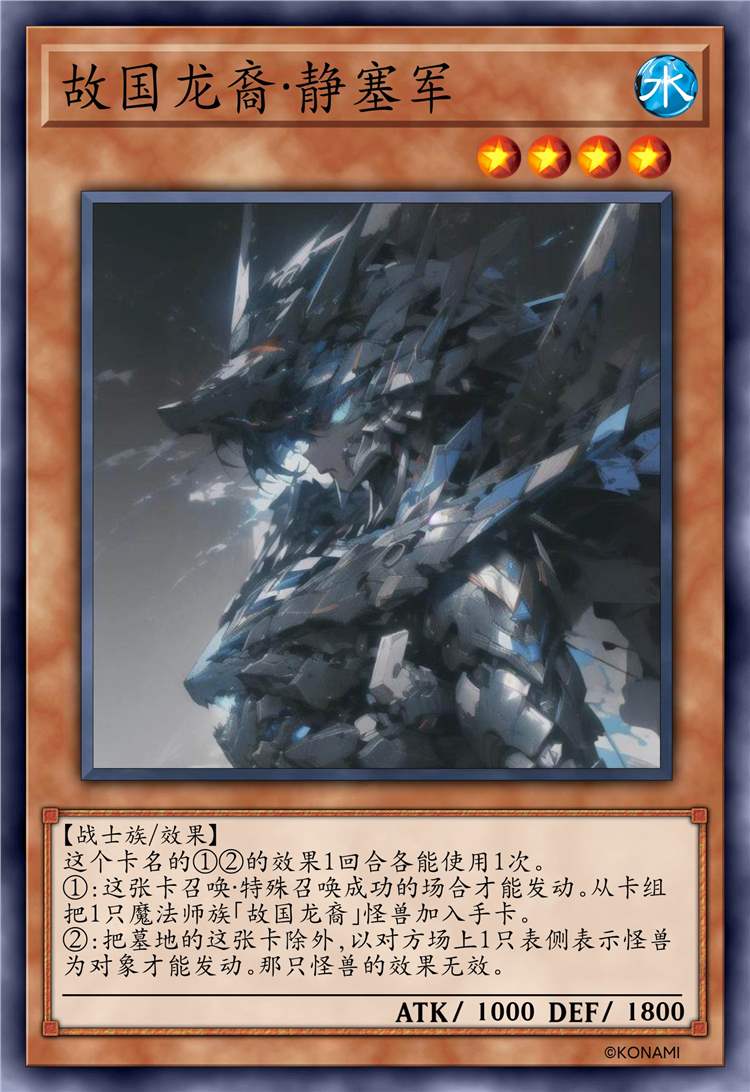 故国龙裔·静塞军
水
【战士族/效果】
这个卡名的①②的效果1回合各能使用1次。
①:这张卡召唤·特殊召唤成功的场合才能发动。从卡组
把1只魔法师族「故国龙裔」怪兽加入手卡。
②:把墓地的这张卡除外,以对方场上1只表侧表示怪兽
为对象才能发动。那只怪兽的效果无效。
ATK/ 1000 DEF/ 1800
©KONAMI